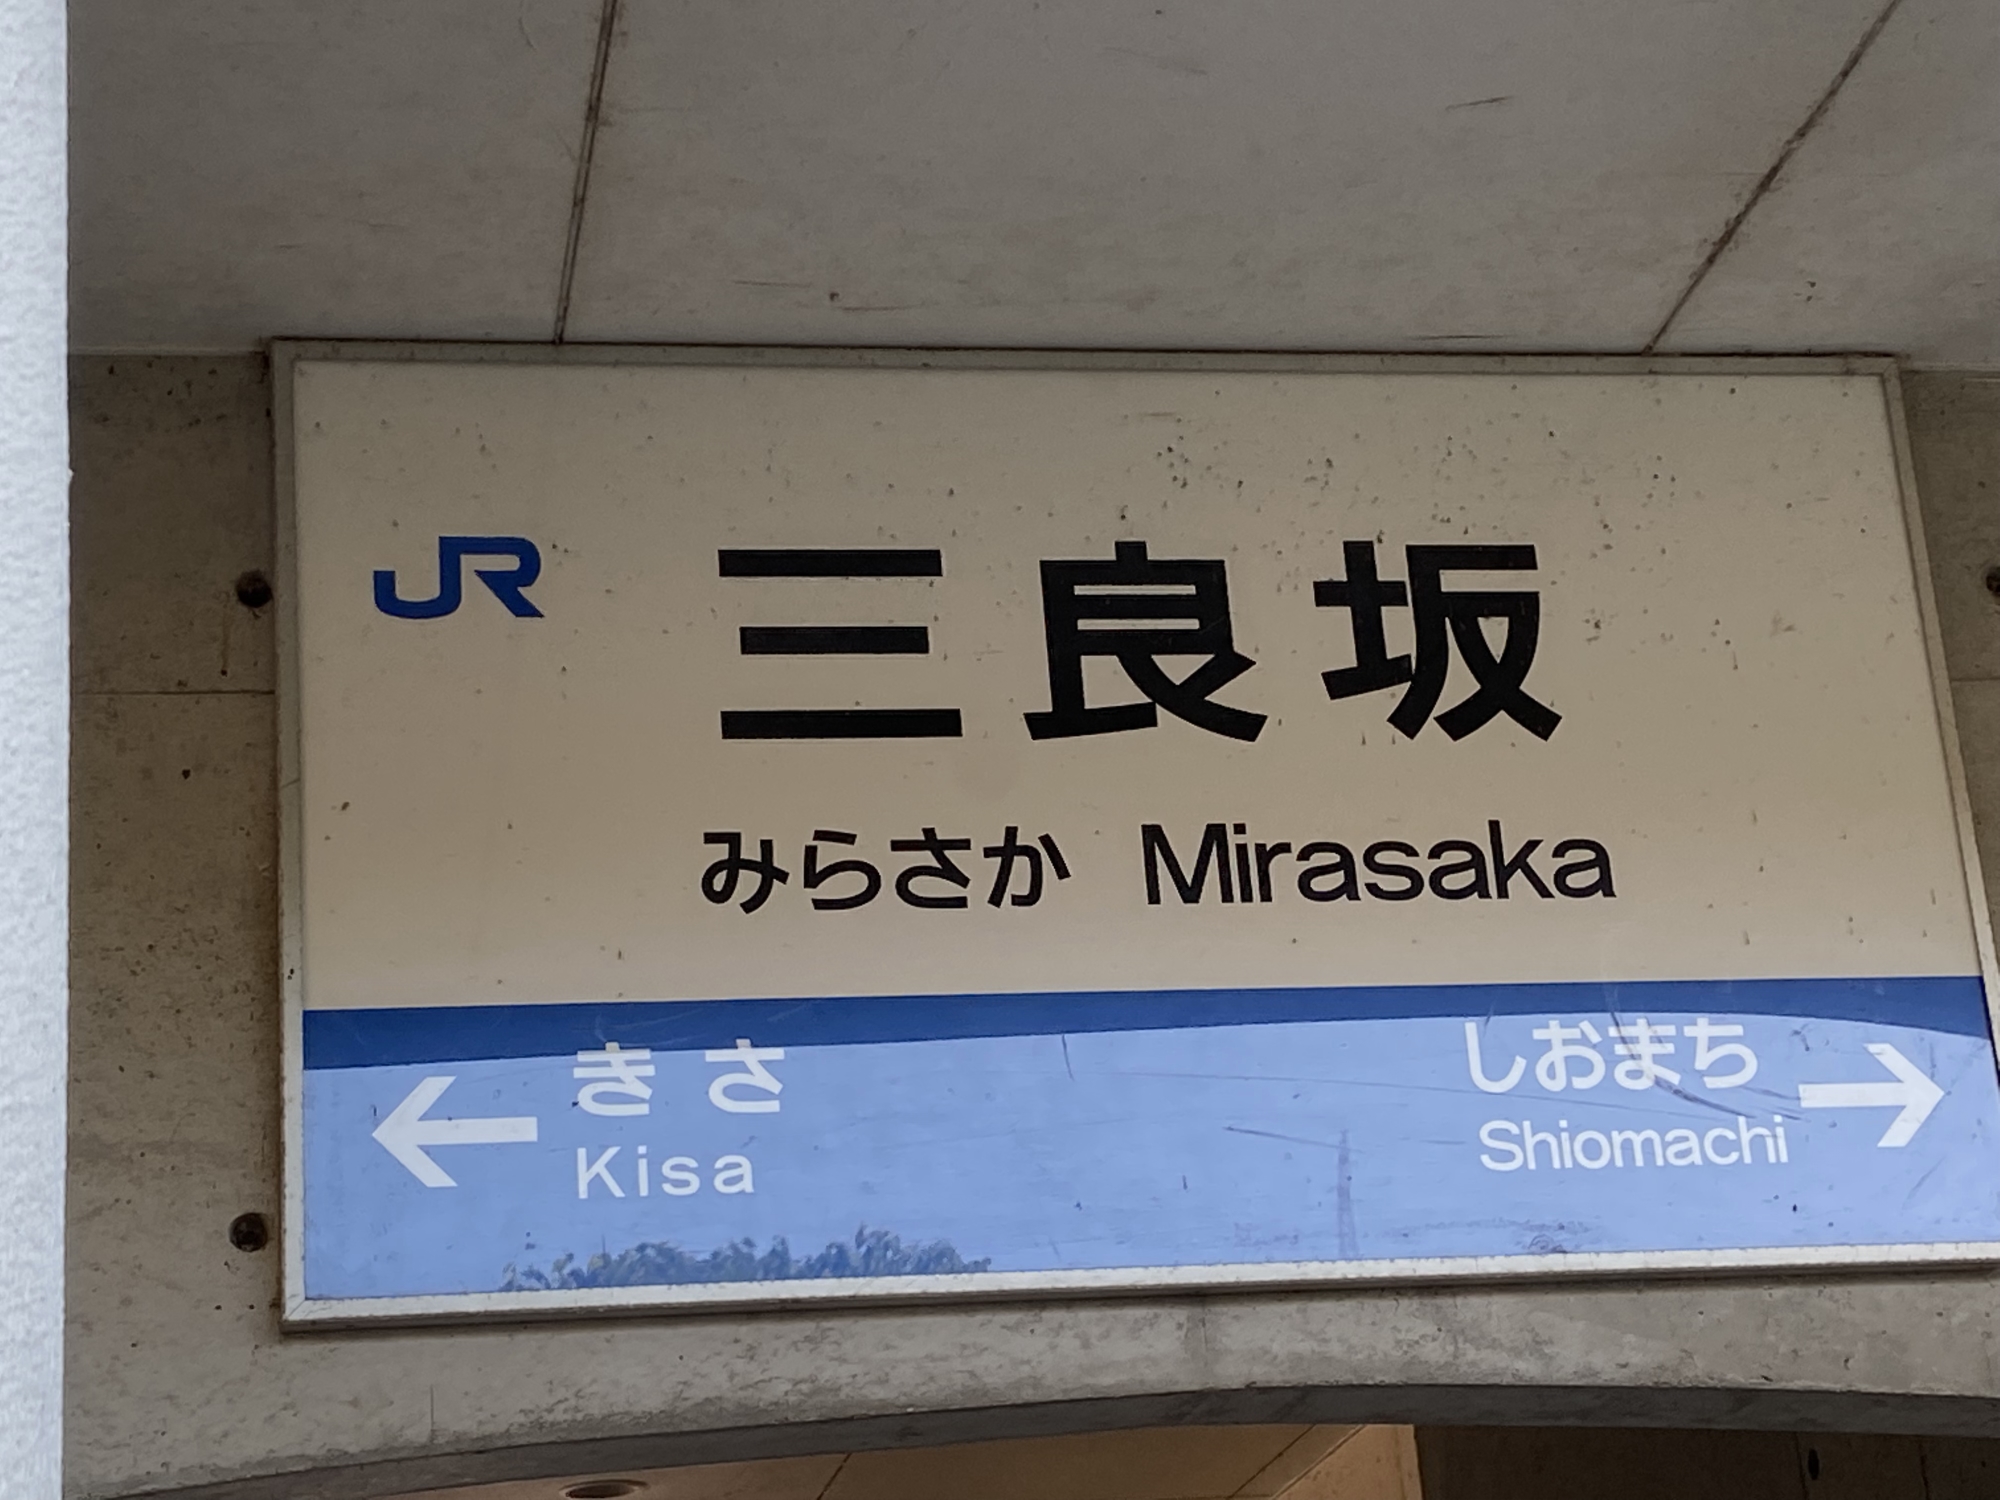 JR
三良坂
みらさか Mirasaka
← きさ
Kisa
しおまち →
Shiomachi